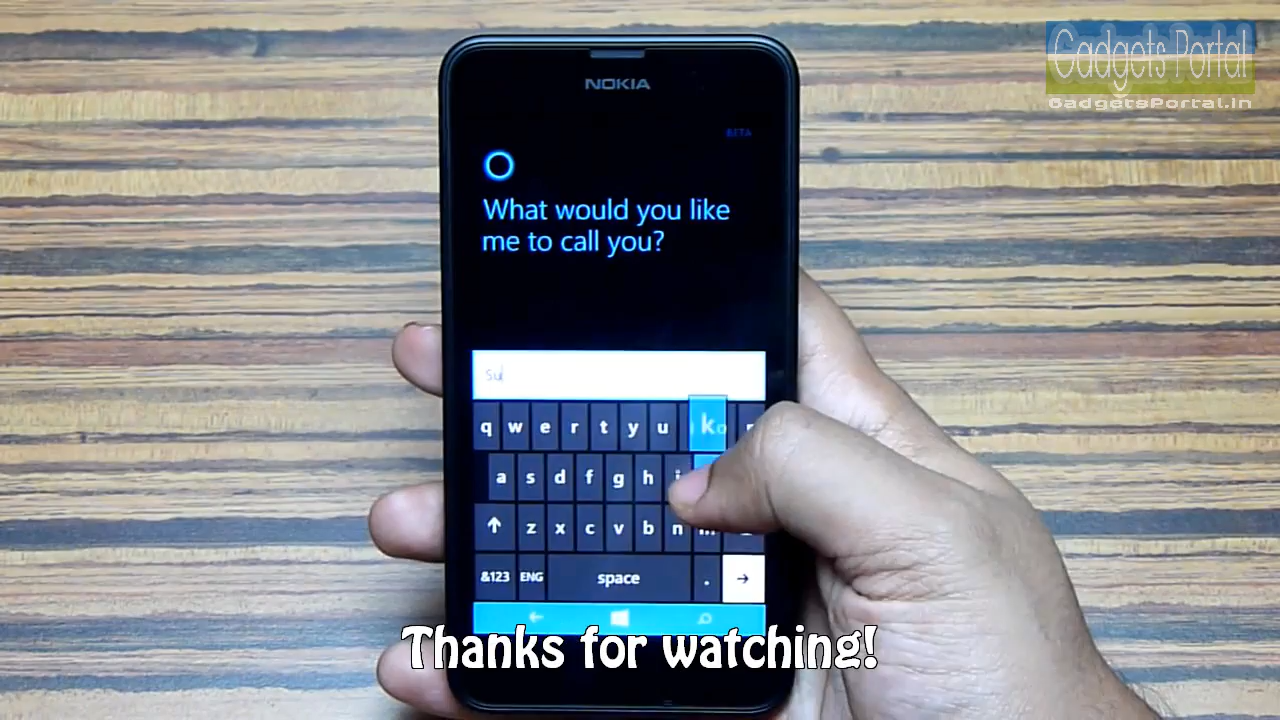 Gadgets Portal
GadgetsPortal.in
NOKIA
BETA
What would you like
me to call you?
Su
q w e r t y u k o
a s d f g h j
z x c v b n m
&123 ENG space . →
Thanks for watching!